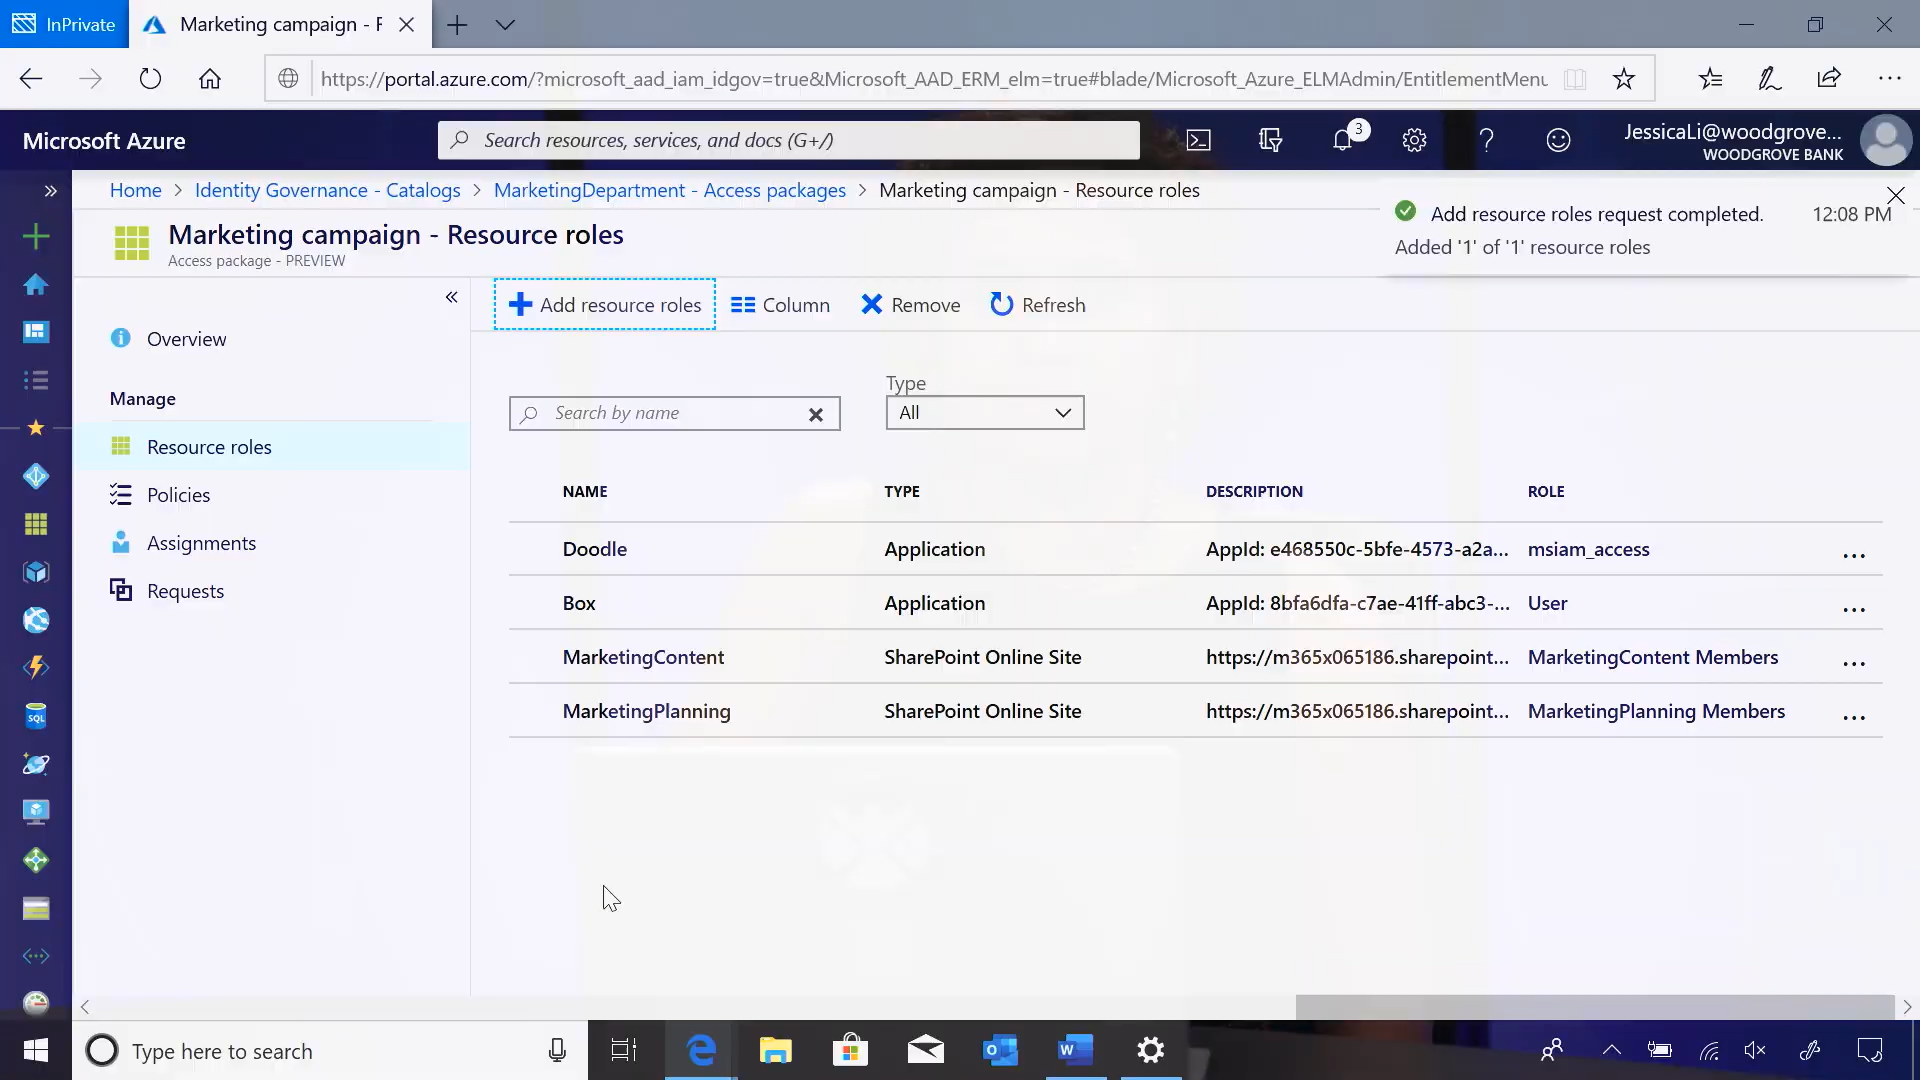 InPrivate
Marketing campaign - F
https://portal.azure.com/?microsoft_aad_iam_idgov=true&Microsoft_AAD_ERM_elm=true#blade/Microsoft_Azure_ELMAdmin/EntitlementMenu
Microsoft Azure
Search resources, services, and docs (G+/)
3
JessicaLi@woodgrove...
WOODGROVE BANK
Home > Identity Governance - Catalogs > MarketingDepartment - Access packages > Marketing campaign - Resource roles
Marketing campaign - Resource roles
Access package - PREVIEW
Add resource roles request completed. 12:08 PM
Added '1' of '1' resource roles
Add resource roles
Column
Remove
Refresh
Overview
Manage
Resource roles
Policies
Assignments
Requests
Type
Search by name
All
NAME TYPE DESCRIPTION ROLE
Doodle Application AppId: e468550c-5bfe-4573-a2a... msiam_access ...
Box Application AppId: 8bfa6dfa-c7ae-41ff-abc3-... User ...
MarketingContent SharePoint Online Site https://m365x065186.sharepoint... MarketingContent Members ...
MarketingPlanning SharePoint Online Site https://m365x065186.sharepoint... MarketingPlanning Members ...
SQL
Type here to search